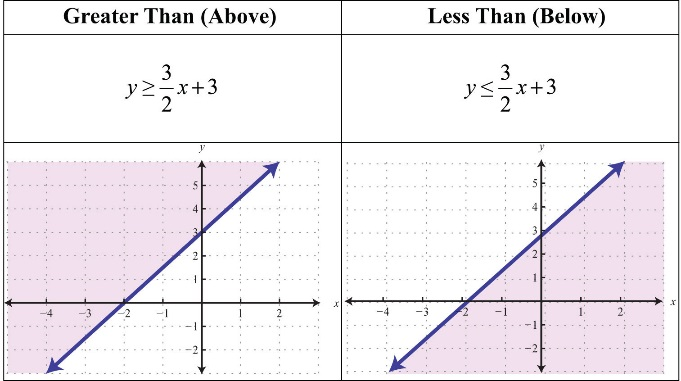 Greater Than (Above)
Less Than (Below)
y ≥ 3/2 x + 3
y ≤ 3/2 x + 3
y
5
4
3
2
1
-4 -3 -2 -1 1 2 x
-1
-2
y
5
4
3
2
1
-4 -3 -2 -1 1 2 x
-1
-2